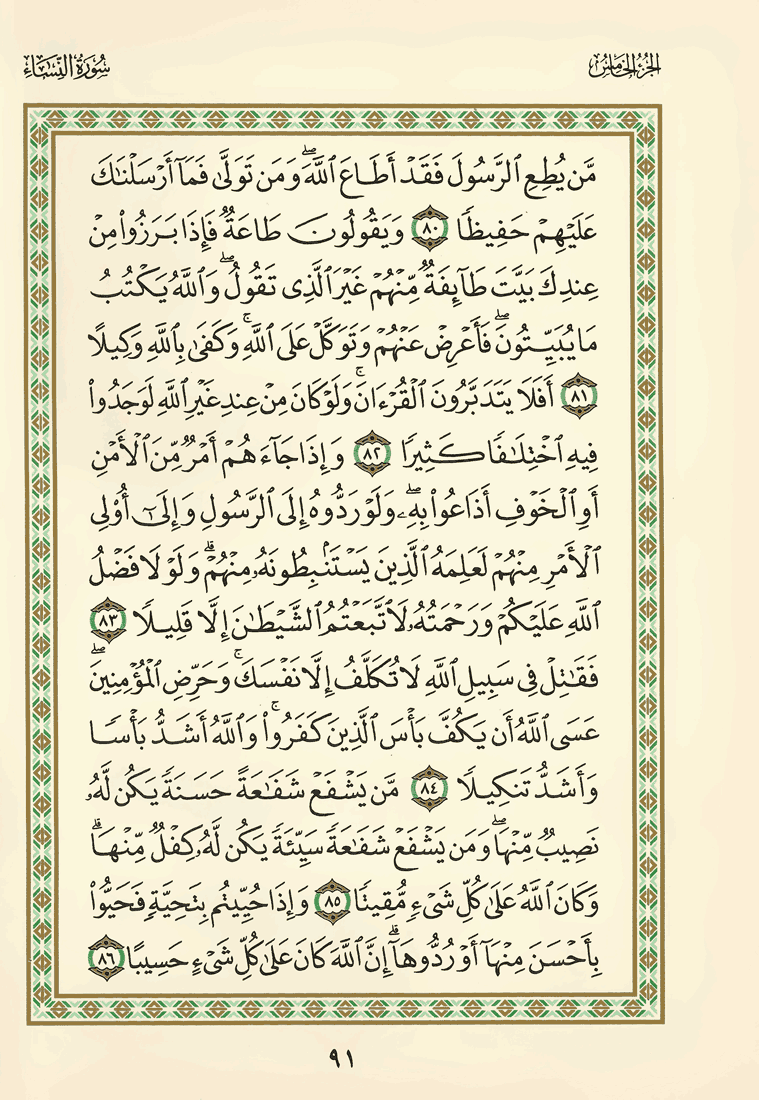 الجزء الخامس
سورة النساء
مَّن يُطِعِ ٱلرَّسُولَ فَقَدْ أَطَاعَ ٱللَّهَ ۖ وَمَن تَوَلَّىٰ فَمَآ أَرْسَلْنَٰكَ
عَلَيْهِمْ حَفِيظًا ٨٠ وَيَقُولُونَ طَاعَةٌ فَإِذَا بَرَزُوا۟ مِنْ
عِندِكَ بَيَّتَ طَآئِفَةٌ مِّنْهُمْ غَيْرَ ٱلَّذِى تَقُولُ ۖ وَٱللَّهُ يَكْتُبُ
مَا يُبَيِّتُونَ ۖ فَأَعْرِضْ عَنْهُمْ وَتَوَكَّلْ عَلَى ٱللَّهِ ۚ وَكَفَىٰ بِٱللَّهِ وَكِيلًا
٨١ أَفَلَا يَتَدَبَّرُونَ ٱلْقُرْءَانَ ۚ وَلَوْ كَانَ مِنْ عِندِ غَيْرِ ٱللَّهِ لَوَجَدُوا۟
فِيهِ ٱخْتِلَٰفًا كَثِيرًا ٨٢ وَإِذَا جَآءَهُمْ أَمْرٌ مِّنَ ٱلْأَمْنِ
أَوِ ٱلْخَوْفِ أَذَاعُوا۟ بِهِۦ ۖ وَلَوْ رَدُّوهُ إِلَى ٱلرَّسُولِ وَإِلَىٰٓ أُو۟لِى
ٱلْأَمْرِ مِنْهُمْ لَعَلِمَهُ ٱلَّذِينَ يَسْتَنۢبِطُونَهُۥ مِنْهُمْ ۗ وَلَوْلَا فَضْلُ
ٱللَّهِ عَلَيْكُمْ وَرَحْمَتُهُۥ لَٱتَّبَعْتُمُ ٱلشَّيْطَٰنَ إِلَّا قَلِيلًا ٨٣
فَقَٰتِلْ فِى سَبِيلِ ٱللَّهِ لَا تُكَلَّفُ إِلَّا نَفْسَكَ ۚ وَحَرِّضِ ٱلْمُؤْمِنِينَ ۖ
عَسَى ٱللَّهُ أَن يَكُفَّ بَأْسَ ٱلَّذِينَ كَفَرُوا۟ ۚ وَٱللَّهُ أَشَدُّ بَأْسًا
وَأَشَدُّ تَنكِيلًا ٨٤ مَّن يَشْفَعْ شَفَٰعَةً حَسَنَةً يَكُن لَّهُۥ
نَصِيبٌ مِّنْهَا ۖ وَمَن يَشْفَعْ شَفَٰعَةً سَيِّئَةً يَكُن لَّهُۥ كِفْلٌ مِّنْهَا ۗ
وَكَانَ ٱللَّهُ عَلَىٰ كُلِّ شَىْءٍ مُّقِيتًا ٨٥ وَإِذَا حُيِّيتُم بِتَحِيَّةٍ فَحَيُّوا۟
بِأَحْسَنَ مِنْهَآ أَوْ رُدُّوهَآ ۗ إِنَّ ٱللَّهَ كَانَ عَلَىٰ كُلِّ شَىْءٍ حَسِيبًا ٨٦
٩١